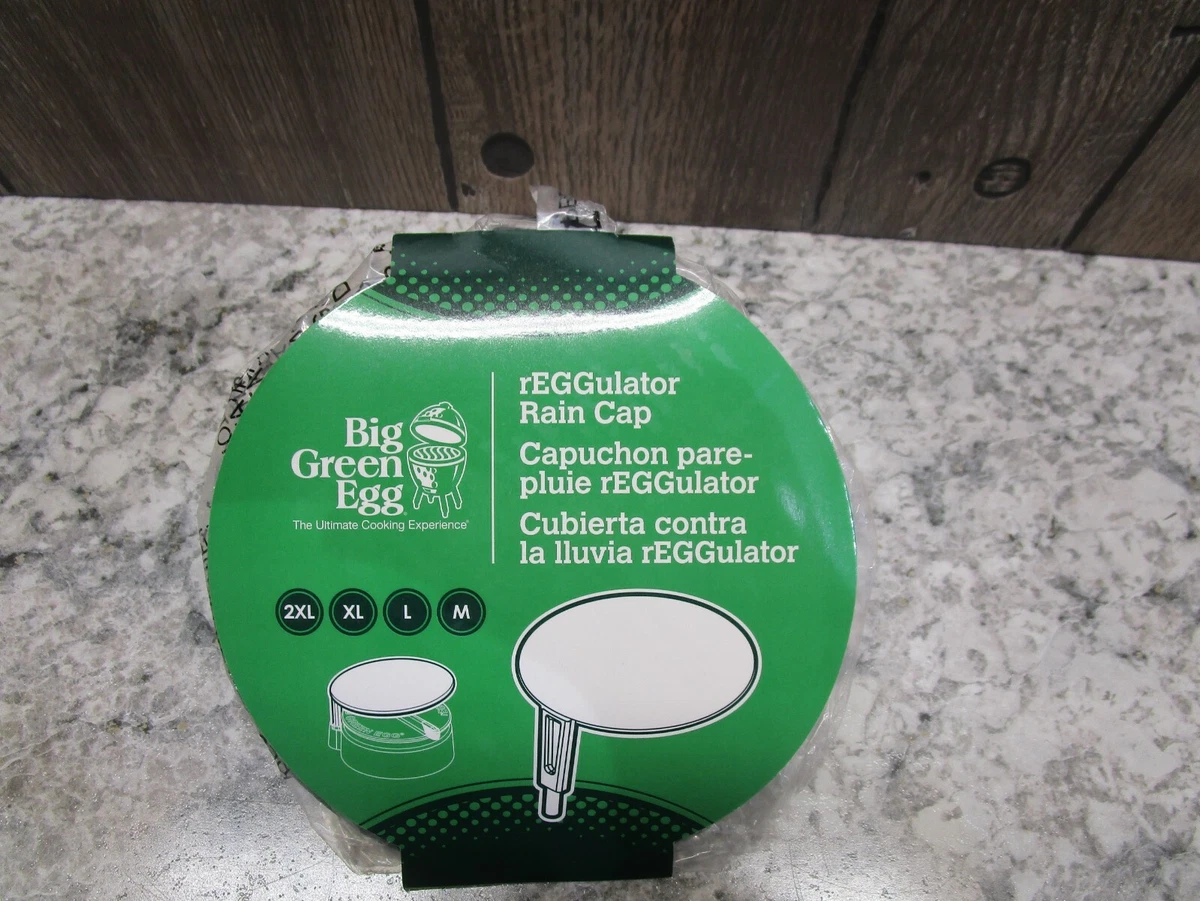 rEGGulator
Rain Cap
Capuchon pare-
pluie rEGGulator
Cubierta contra
la lluvia rEGGulator
Big
Green
Egg
The Ultimate Cooking Experience®
2XL XL L M